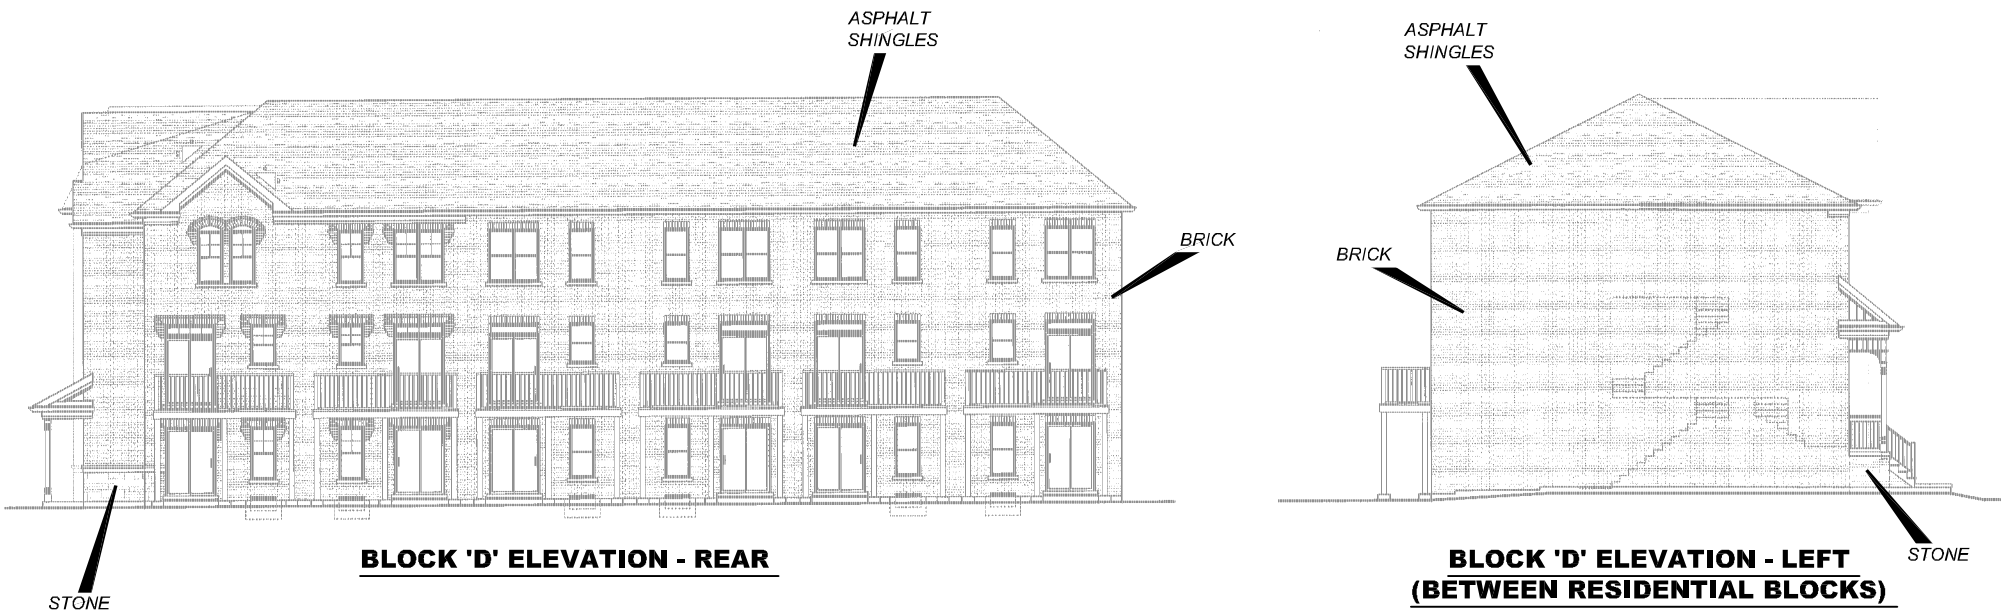 ASPHALT
SHINGLES
BRICK
STONE
BLOCK 'D' ELEVATION - REAR
ASPHALT
SHINGLES
BRICK
STONE
BLOCK 'D' ELEVATION - LEFT
(BETWEEN RESIDENTIAL BLOCKS)